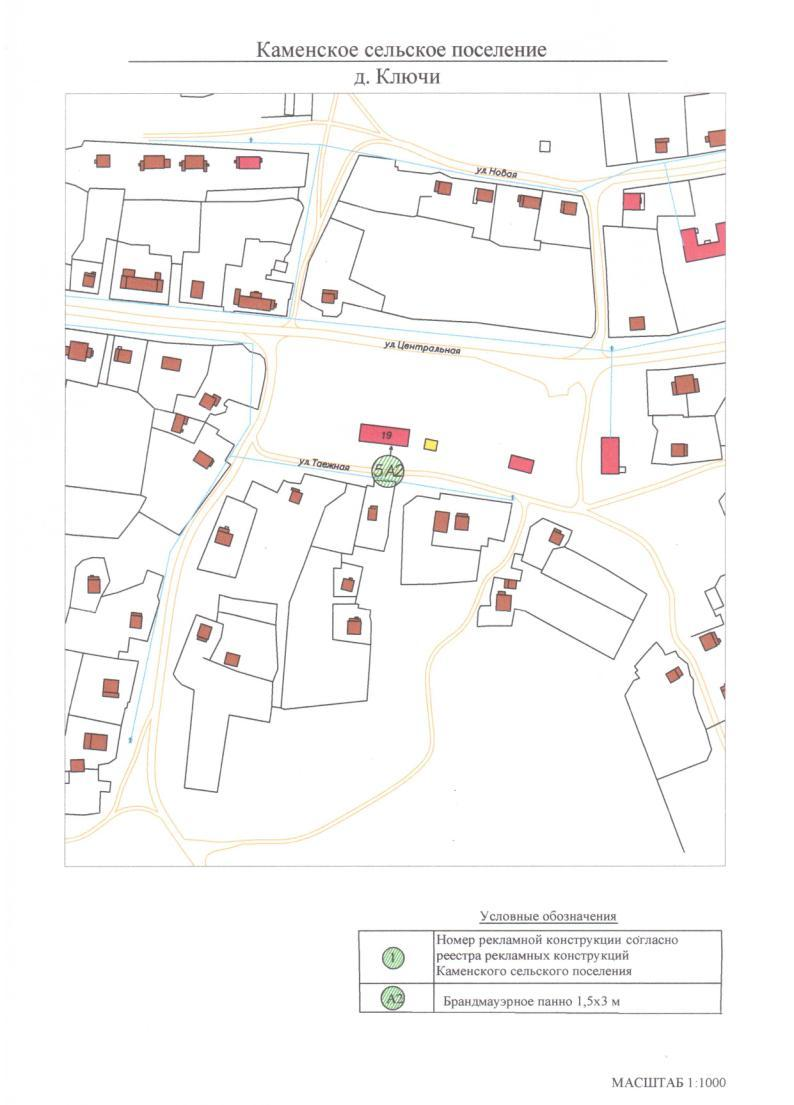 Каменское сельское поселение
д. Ключи
ул. Новая
ул. Центральная
19
ул. Таежная
5 А2
Условные обозначения
1
Номер рекламной конструкции согласно
реестра рекламных конструкций
Каменского сельского поселения
А2
Брандмауэрное панно 1,5х3 м
МАСШТАБ 1:1000